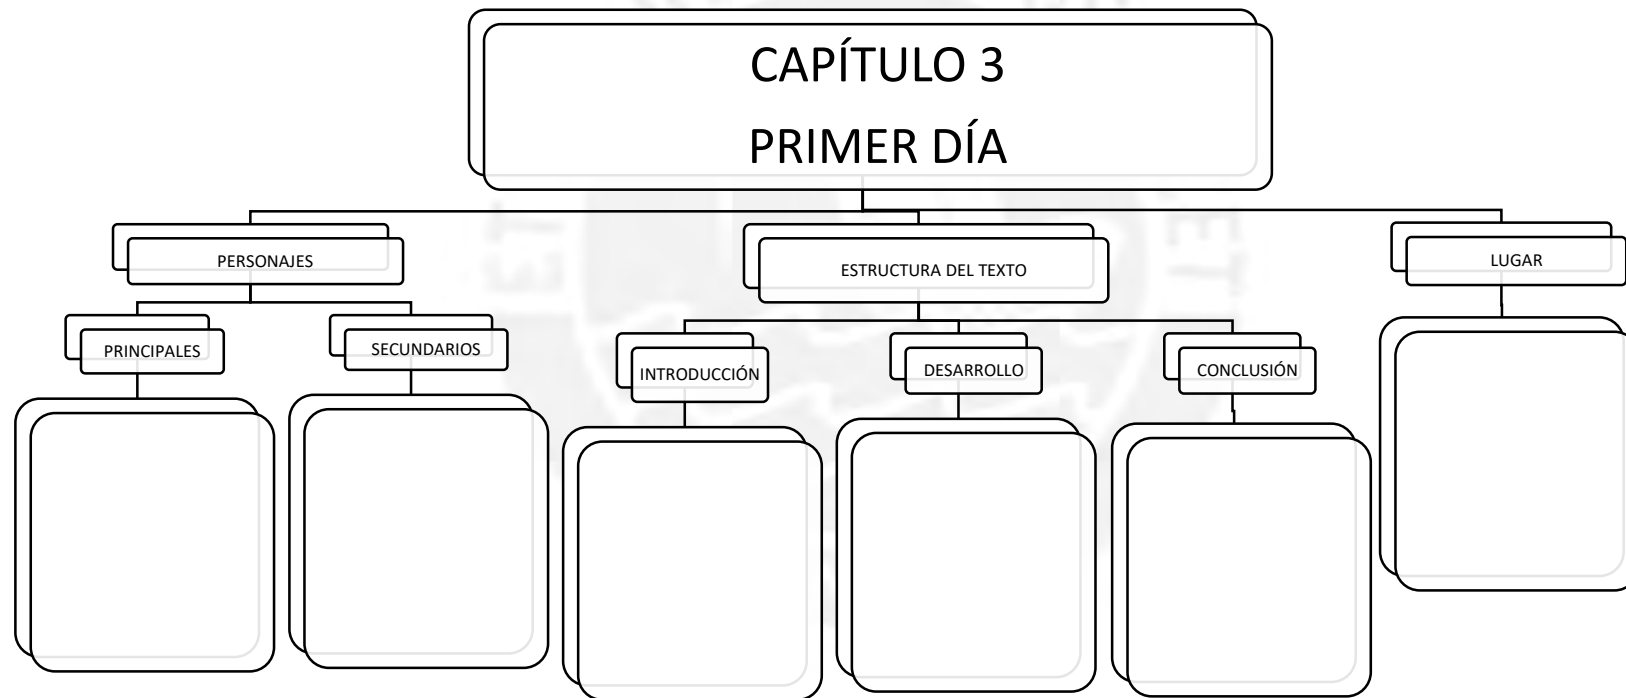 CAPÍTULO 3
PRIMER DÍA
PERSONAJES
ESTRUCTURA DEL TEXTO
LUGAR
PRINCIPALES
SECUNDARIOS
INTRODUCCIÓN
DESARROLLO
CONCLUSIÓN